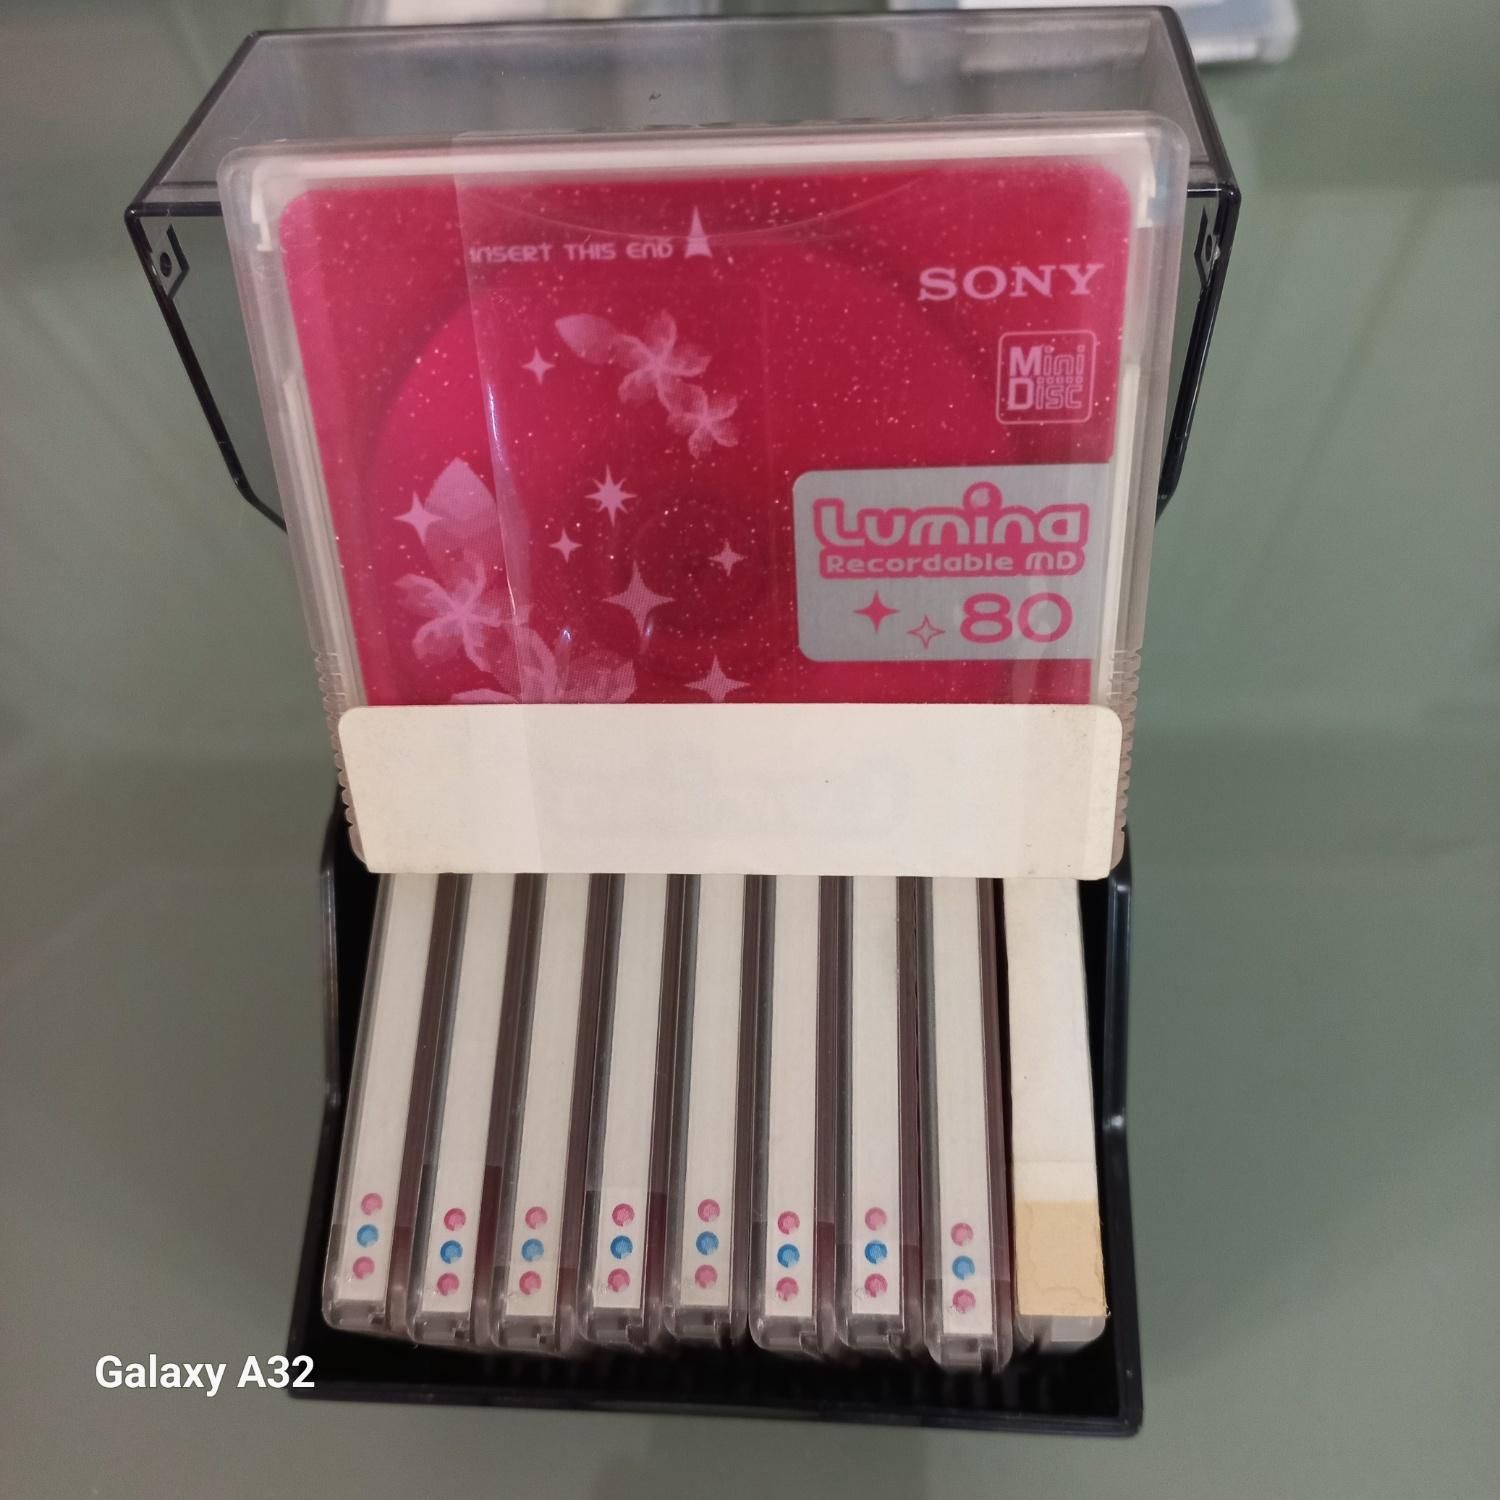 INSERT THIS END
SONY
Mini
Disc
Lumina
Recordable MD
80
Galaxy A32